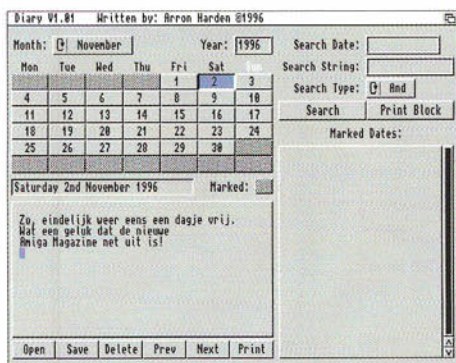 Diary V1.01 Written by: Arron Harden ©1996
Month: November Year: 1996
Mon Tue Wed Thu Fri Sat Sun
1 2 3
4 5 6 7 8 9 10
11 12 13 14 15 16 17
18 19 20 21 22 23 24
25 26 27 28 29 30
Saturday 2nd November 1996 Marked:
Zo, eindelijk weer eens een dagje vrij.
Wat een geluk dat de nieuwe
Amiga Magazine net uit is!
Open Save Delete Prev Next Print
Search Date:
Search String:
Search Type: And
Search Print Block
Marked Dates: